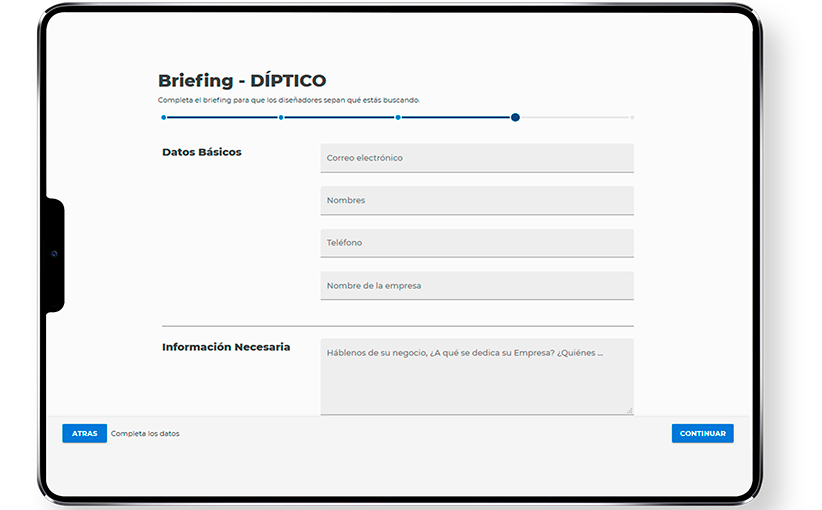 Briefing - DÍPTICO
Completa el briefing para que los diseñadores sepan qué estás buscando.
Datos Básicos
Correo electrónico
Nombres
Teléfono
Nombre de la empresa
Información Necesaria
Háblenos de su negocio, ¿A qué se dedica su Empresa? ¿Quiénes ...
ATRAS
Completa los datos
CONTINUAR